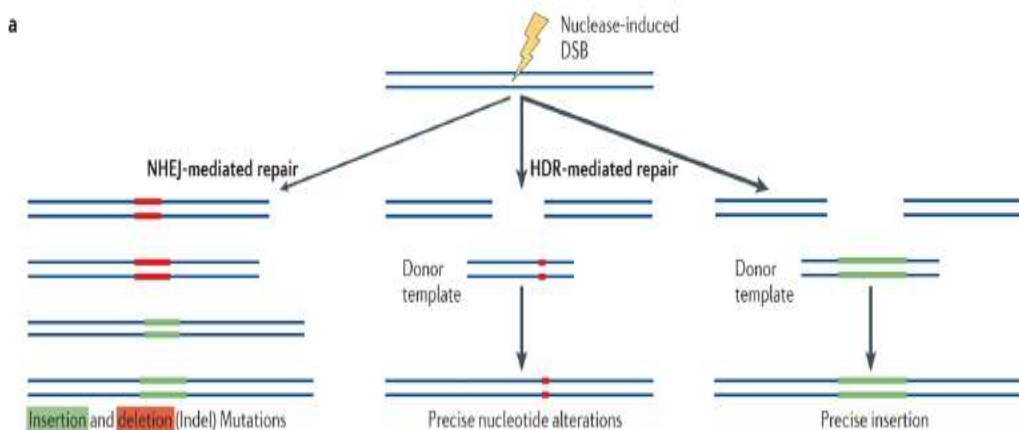 a
Nuclease-induced
DSB
NHEJ-mediated repair
HDR-mediated repair
Donor
template
Donor
template
Insertion and deletion (Indel) Mutations
Precise nucleotide alterations
Precise insertion